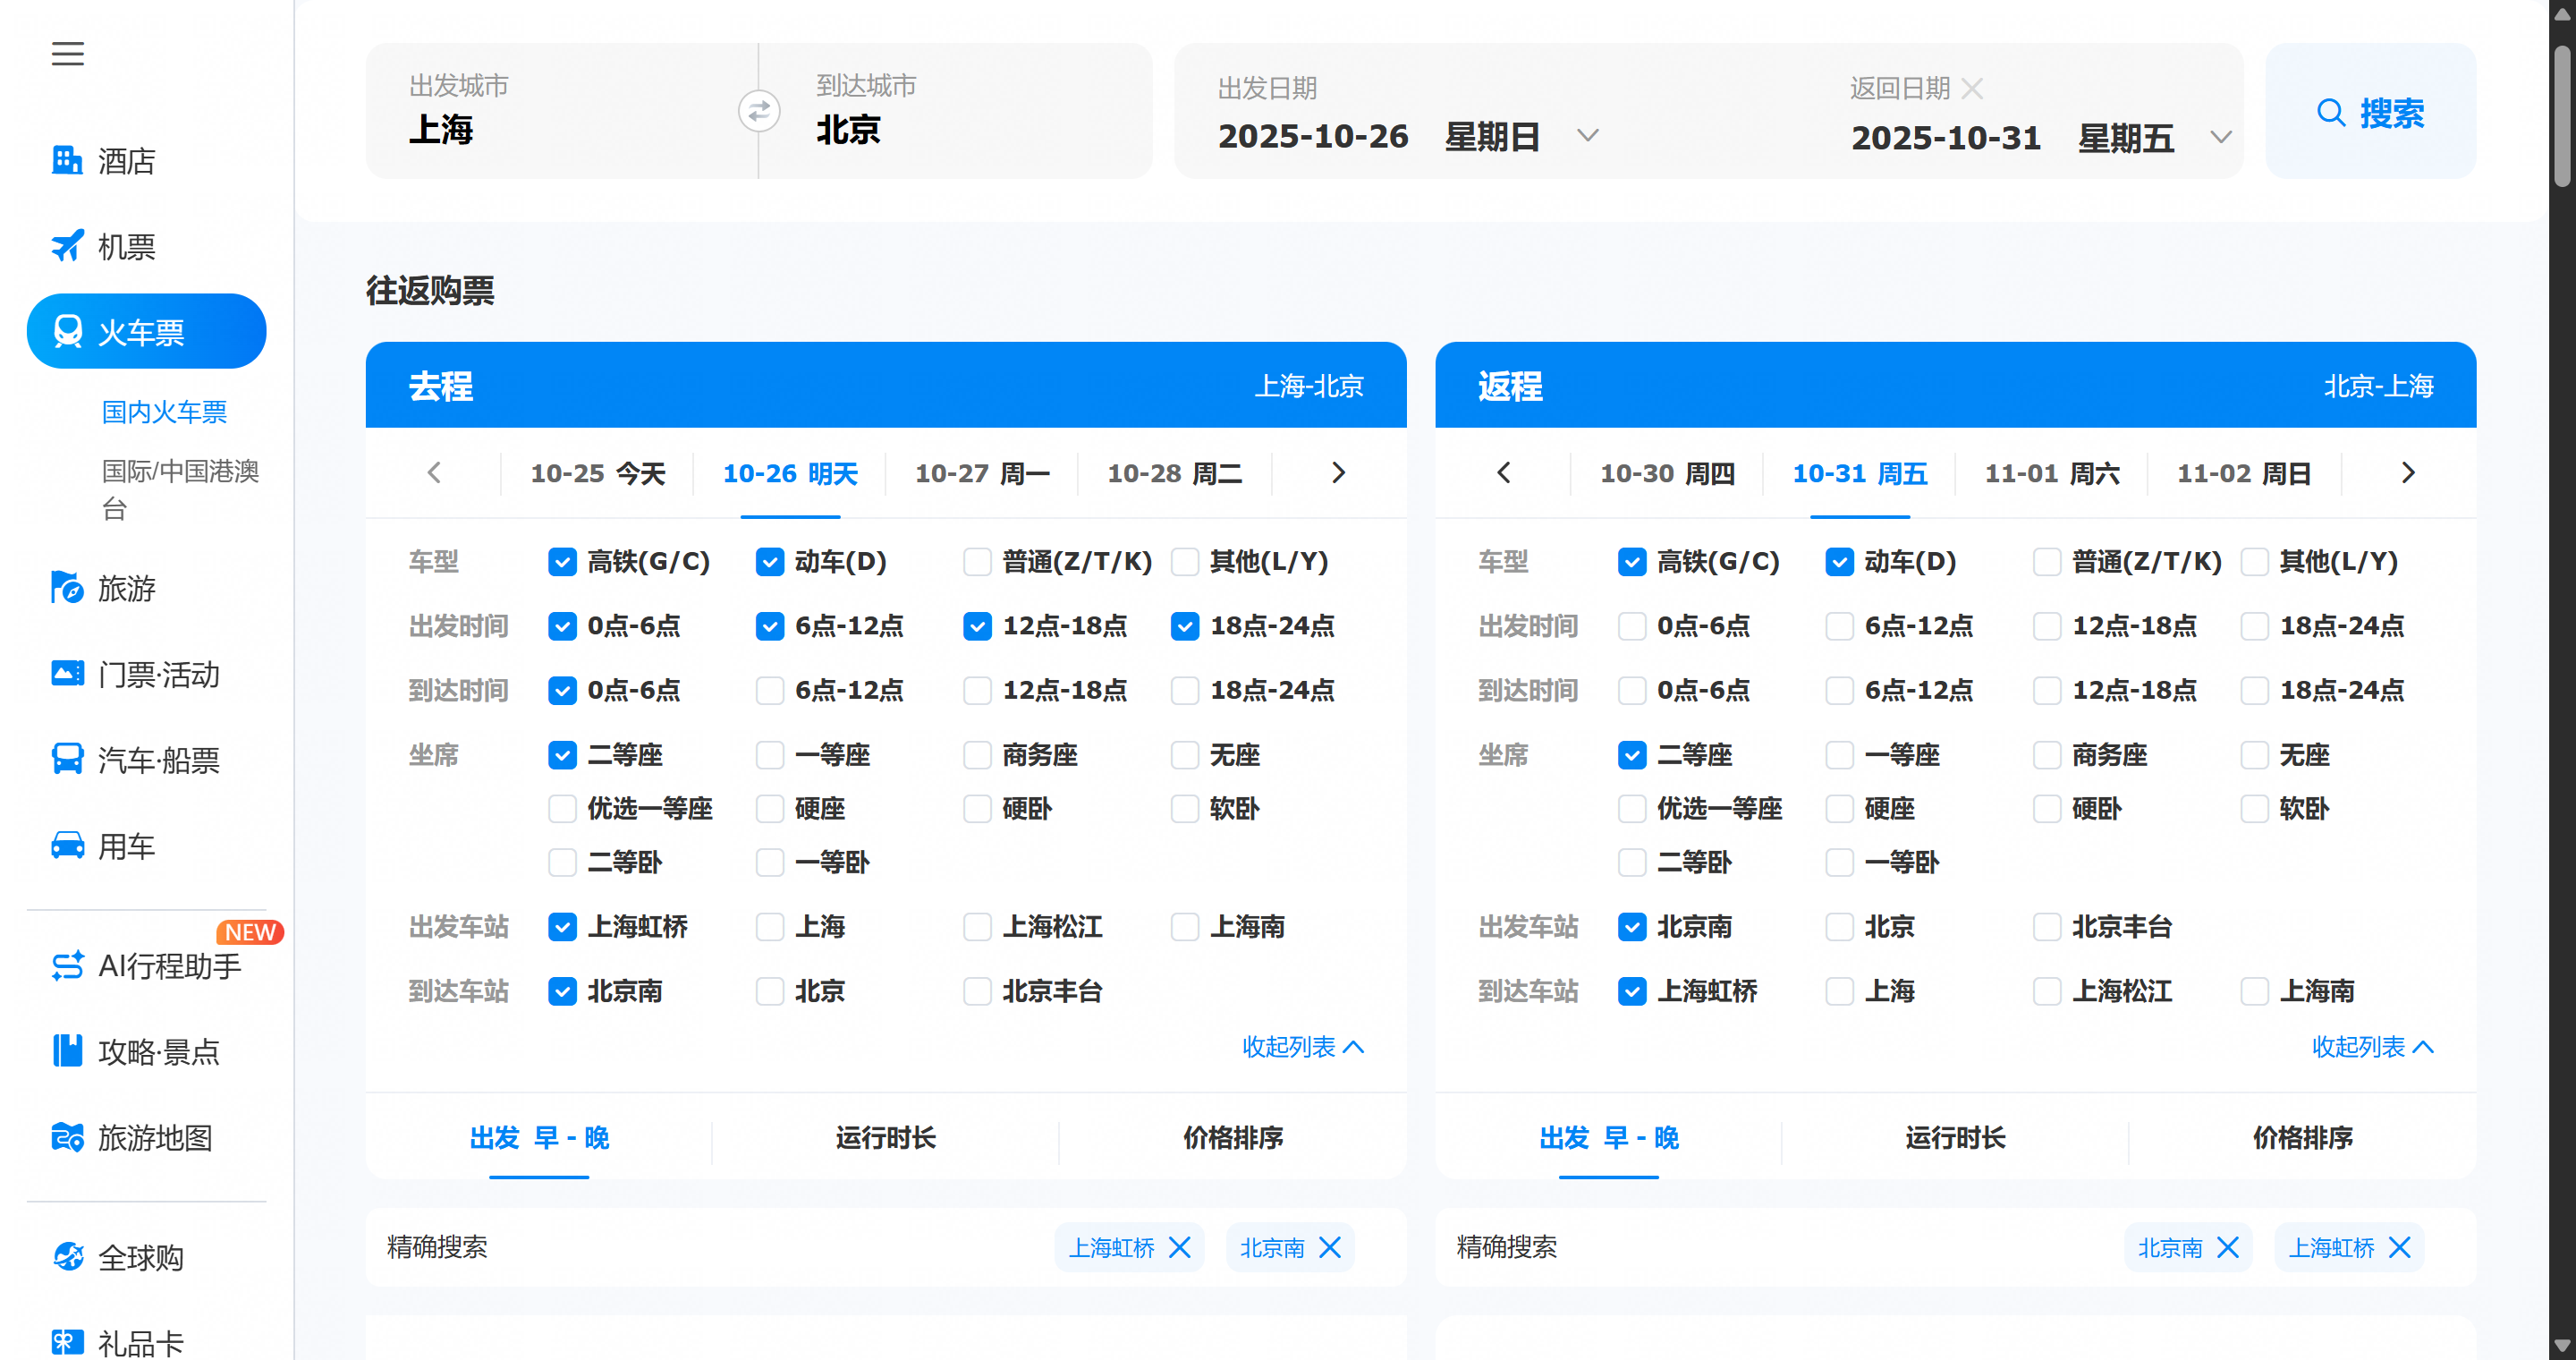 酒店
机票
火车票
国内火车票
国际/中国港澳
台
旅游
门票·活动
汽车·船票
用车
NEW
AI行程助手
攻略·景点
旅游地图
全球购
礼品卡
出发城市
上海
到达城市
北京
出发日期
2025-10-26 星期日
返回日期
2025-10-31 星期五
搜索
往返购票
去程 上海-北京
10-25 今天 10-26 明天 10-27 周一 10-28 周二
车型 高铁(G/C) 动车(D) 普通(Z/T/K) 其他(L/Y)
出发时间 0点-6点 6点-12点 12点-18点 18点-24点
到达时间 0点-6点 6点-12点 12点-18点 18点-24点
坐席 二等座 一等座 商务座 无座
优选一等座 硬座 硬卧 软卧
二等卧 一等卧
出发车站 上海虹桥 上海 上海松江 上海南
到达车站 北京南 北京 北京丰台
收起列表
出发 早 - 晚 运行时长 价格排序
精确搜索 上海虹桥 北京南
返程 北京-上海
10-30 周四 10-31 周五 11-01 周六 11-02 周日
车型 高铁(G/C) 动车(D) 普通(Z/T/K) 其他(L/Y)
出发时间 0点-6点 6点-12点 12点-18点 18点-24点
到达时间 0点-6点 6点-12点 12点-18点 18点-24点
坐席 二等座 一等座 商务座 无座
优选一等座 硬座 硬卧 软卧
二等卧 一等卧
出发车站 北京南 北京 北京丰台
到达车站 上海虹桥 上海 上海松江 上海南
收起列表
出发 早 - 晚 运行时长 价格排序
精确搜索 北京南 上海虹桥